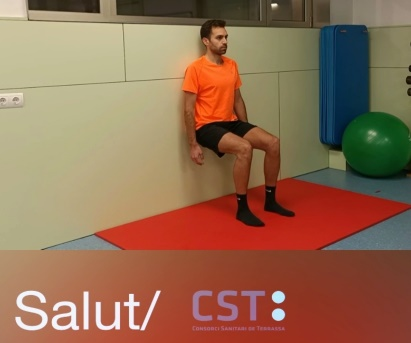 Salut/
CST:
CONSORCI SANITARI DE TERRASSA